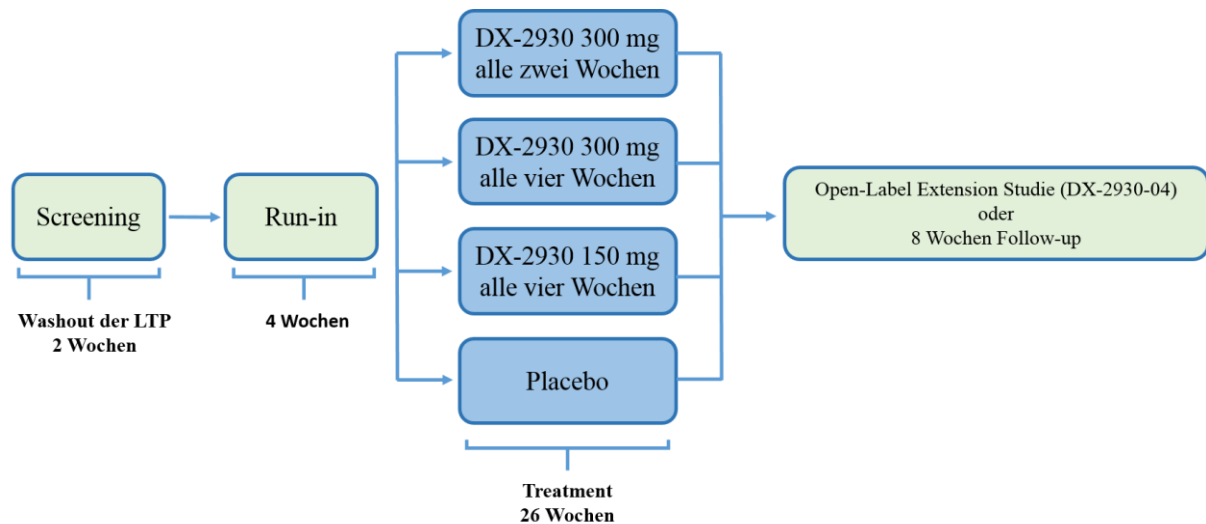 Screening
Washout der LTP
2 Wochen
Run-in
4 Wochen
DX-2930 300 mg
alle zwei Wochen
DX-2930 300 mg
alle vier Wochen
DX-2930 150 mg
alle vier Wochen
Placebo
Treatment
26 Wochen
Open-Label Extension Studie (DX-2930-04)
oder
8 Wochen Follow-up